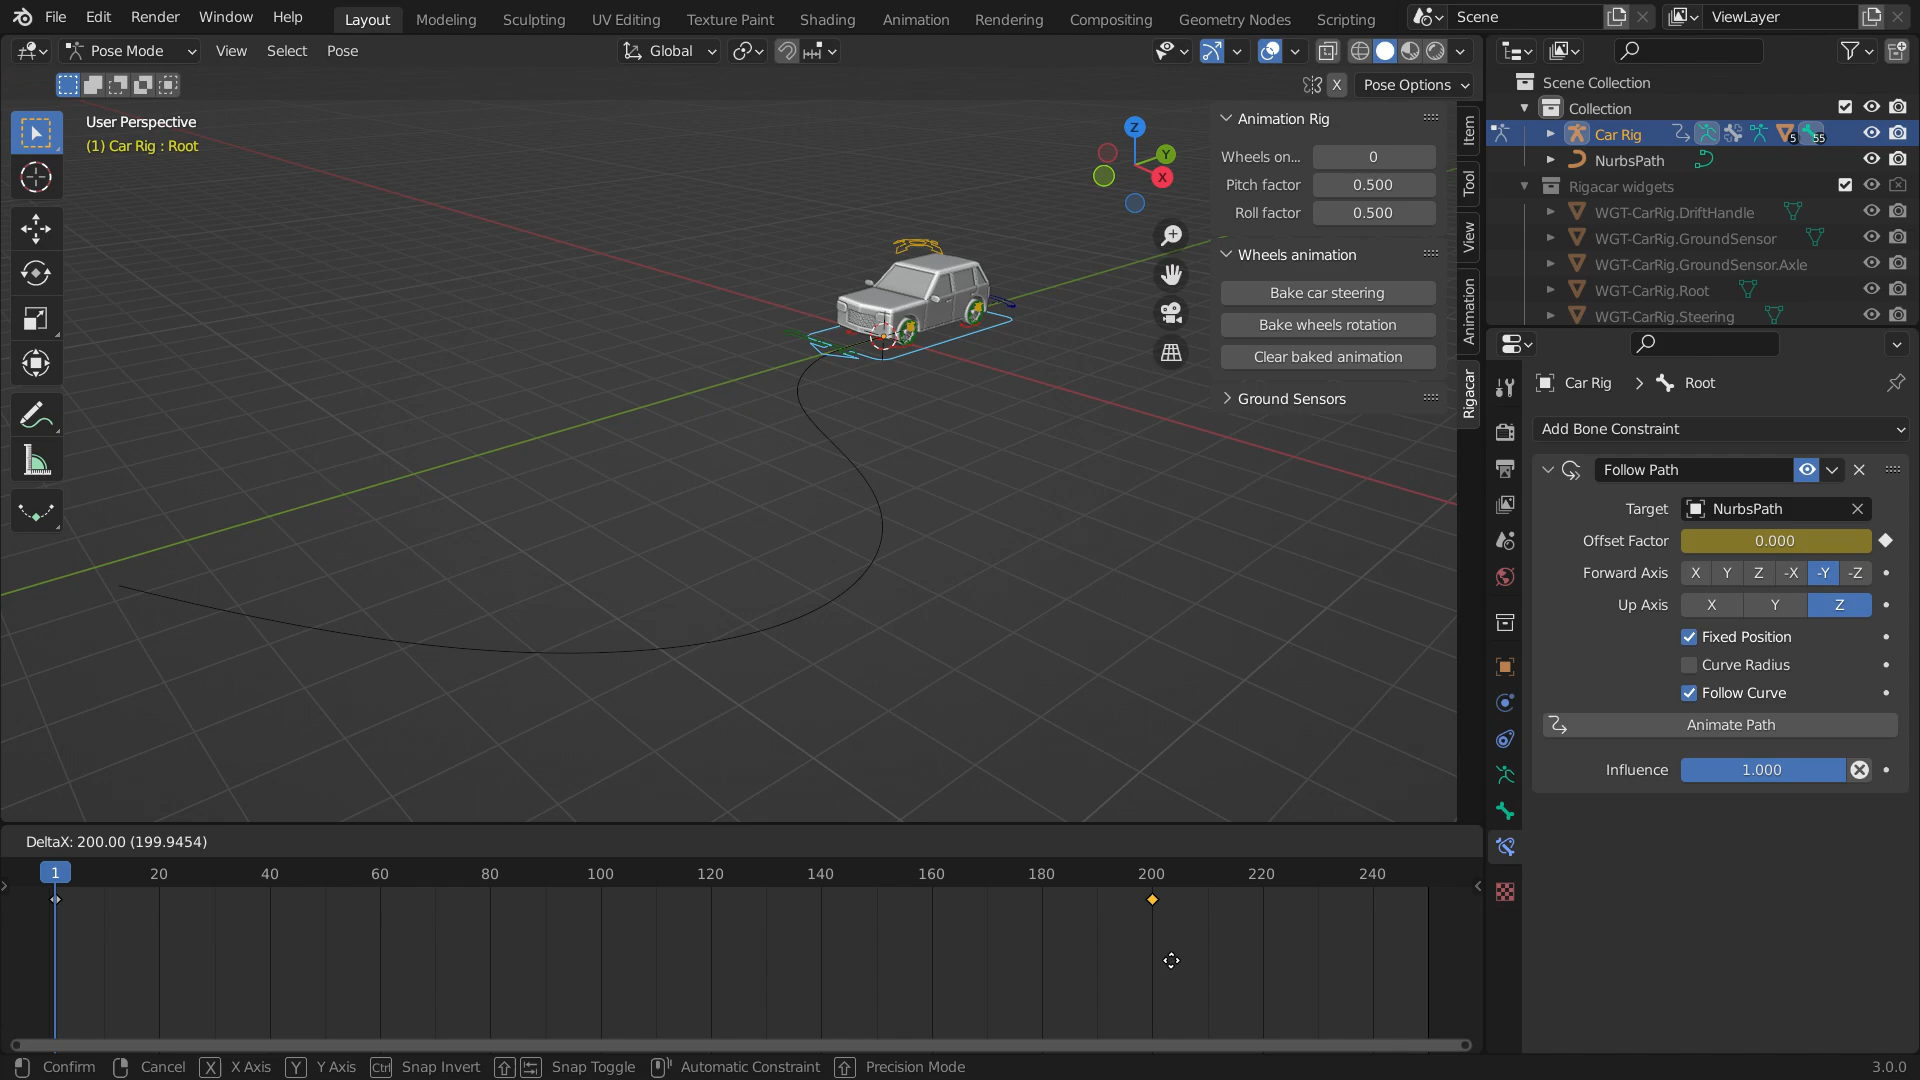 File Edit Render Window Help Layout Modeling Sculpting UV Editing Texture Paint Shading Animation Rendering Compositing Geometry Nodes Scripting Scene ViewLayer
Pose Mode View Select Pose Global
X Pose Options
User Perspective
(1) Car Rig : Root
Z
Y
X
Animation Rig
Wheels on... 0
Pitch factor 0.500
Roll factor 0.500
Wheels animation
Bake car steering
Bake wheels rotation
Clear baked animation
Ground Sensors
Item
Tool
View
Animation
Rigacar
Scene Collection
Collection
Car Rig 5 55
NurbsPath
Rigacar widgets
WGT-CarRig.DriftHandle
WGT-CarRig.GroundSensor
WGT-CarRig.GroundSensor.Axle
WGT-CarRig.Root
WGT-CarRig.Steering
Car Rig Root
Add Bone Constraint
Follow Path
Target NurbsPath
Offset Factor 0.000
Forward Axis X Y Z -X -Y -Z
Up Axis X Y Z
Fixed Position
Curve Radius
Follow Curve
Animate Path
Influence 1.000
DeltaX: 200.00 (199.9454)
1 20 40 60 80 100 120 140 160 180 200 220 240
Confirm Cancel X X Axis Y Y Axis Ctrl Snap Invert Snap Toggle Automatic Constraint Precision Mode 3.0.0